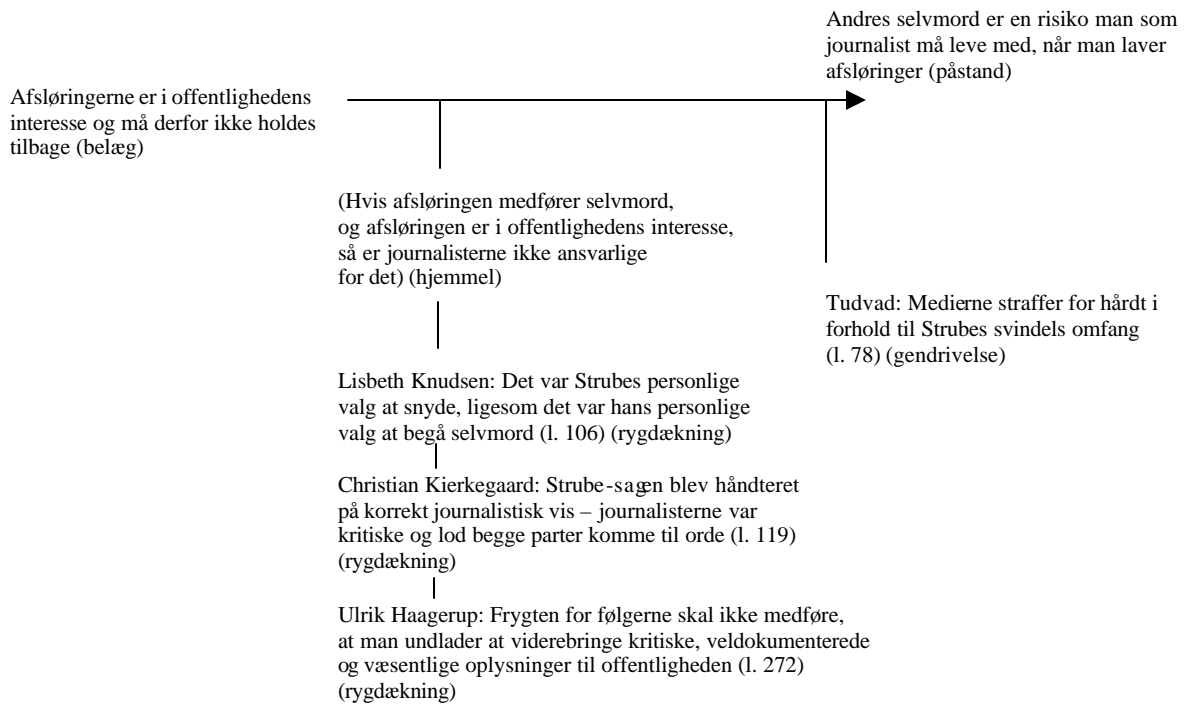 Andres selvmord er en risiko man som
journalist må leve med, når man laver
afsløringer (påstand)
Afsløringerne er i offentlighedens
interesse og må derfor ikke holdes
tilbage (belæg)
(Hvis afsløringen medfører selvmord,
og afsløringen er i offentlighedens interesse,
så er journalisterne ikke ansvarlige
for det) (hjemmel)
Tudvad: Medierne straffer for hårdt i
forhold til Strubes svindels omfang
(l. 78) (gendrivelse)
Lisbeth Knudsen: Det var Strubes personlige
valg at snyde, ligesom det var hans personlige
valg at begå selvmord (l. 106) (rygdækning)
Christian Kierkegaard: Strube-sagen blev håndteret
på korrekt journalistisk vis – journalisterne var
kritiske og lod begge parter komme til orde (l. 119)
(rygdækning)
Ulrik Haagerup: Frygten for følgerne skal ikke medføre,
at man undlader at viderebringe kritiske, veldokumenterede
og væsentlige oplysninger til offentligheden (l. 272)
(rygdækning)